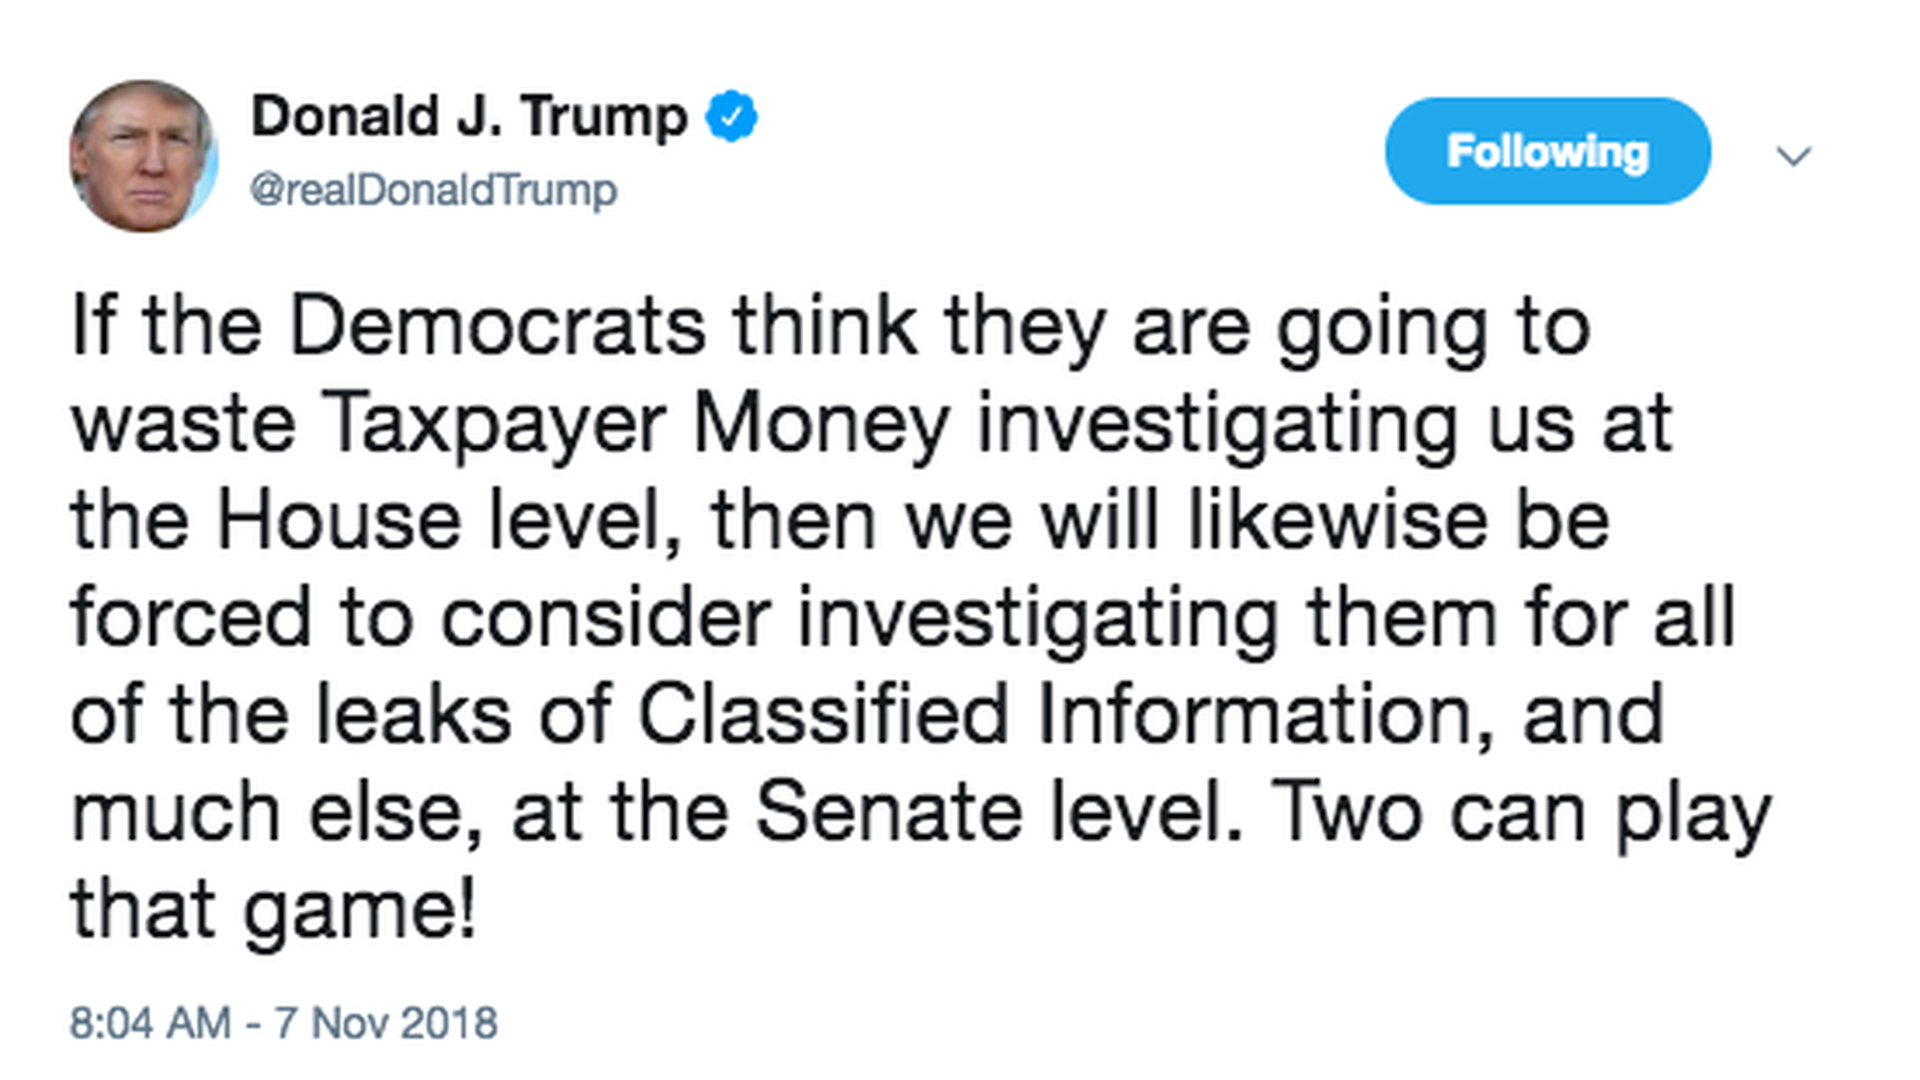 Donald J. Trump
@realDonaldTrump
Following
If the Democrats think they are going to
waste Taxpayer Money investigating us at
the House level, then we will likewise be
forced to consider investigating them for all
of the leaks of Classified Information, and
much else, at the Senate level. Two can play
that game!
8:04 AM - 7 Nov 2018